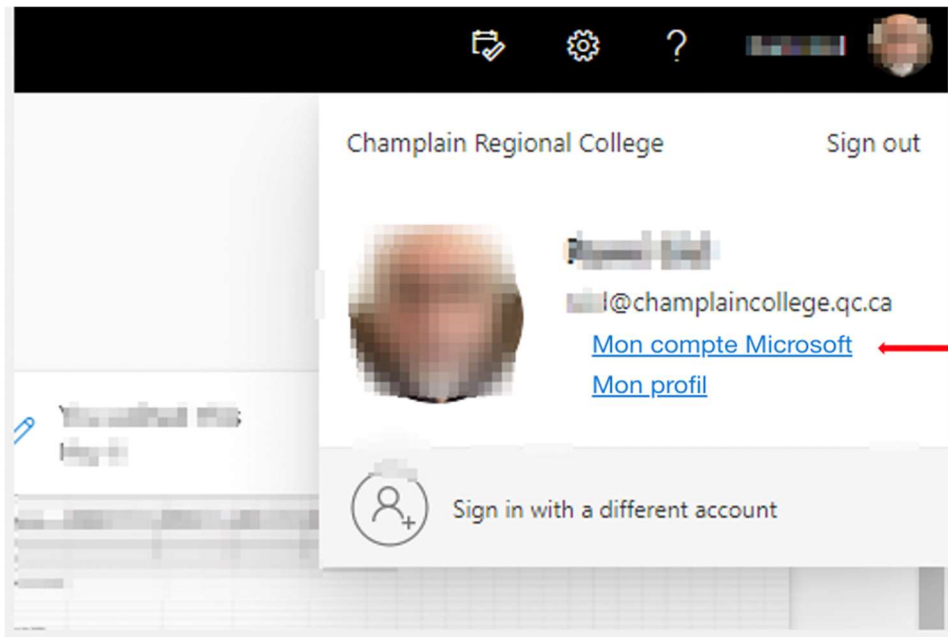 ?
Champlain Regional College Sign out
@champlaincollege.qc.ca
Mon compte Microsoft
Mon profil
Sign in with a different account